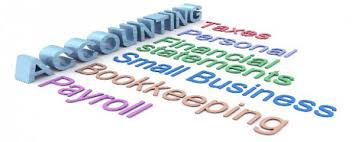 ACCOUNTING
Taxes
Personal
Financial
statements
Small Business
Bookkeeping
Payroll